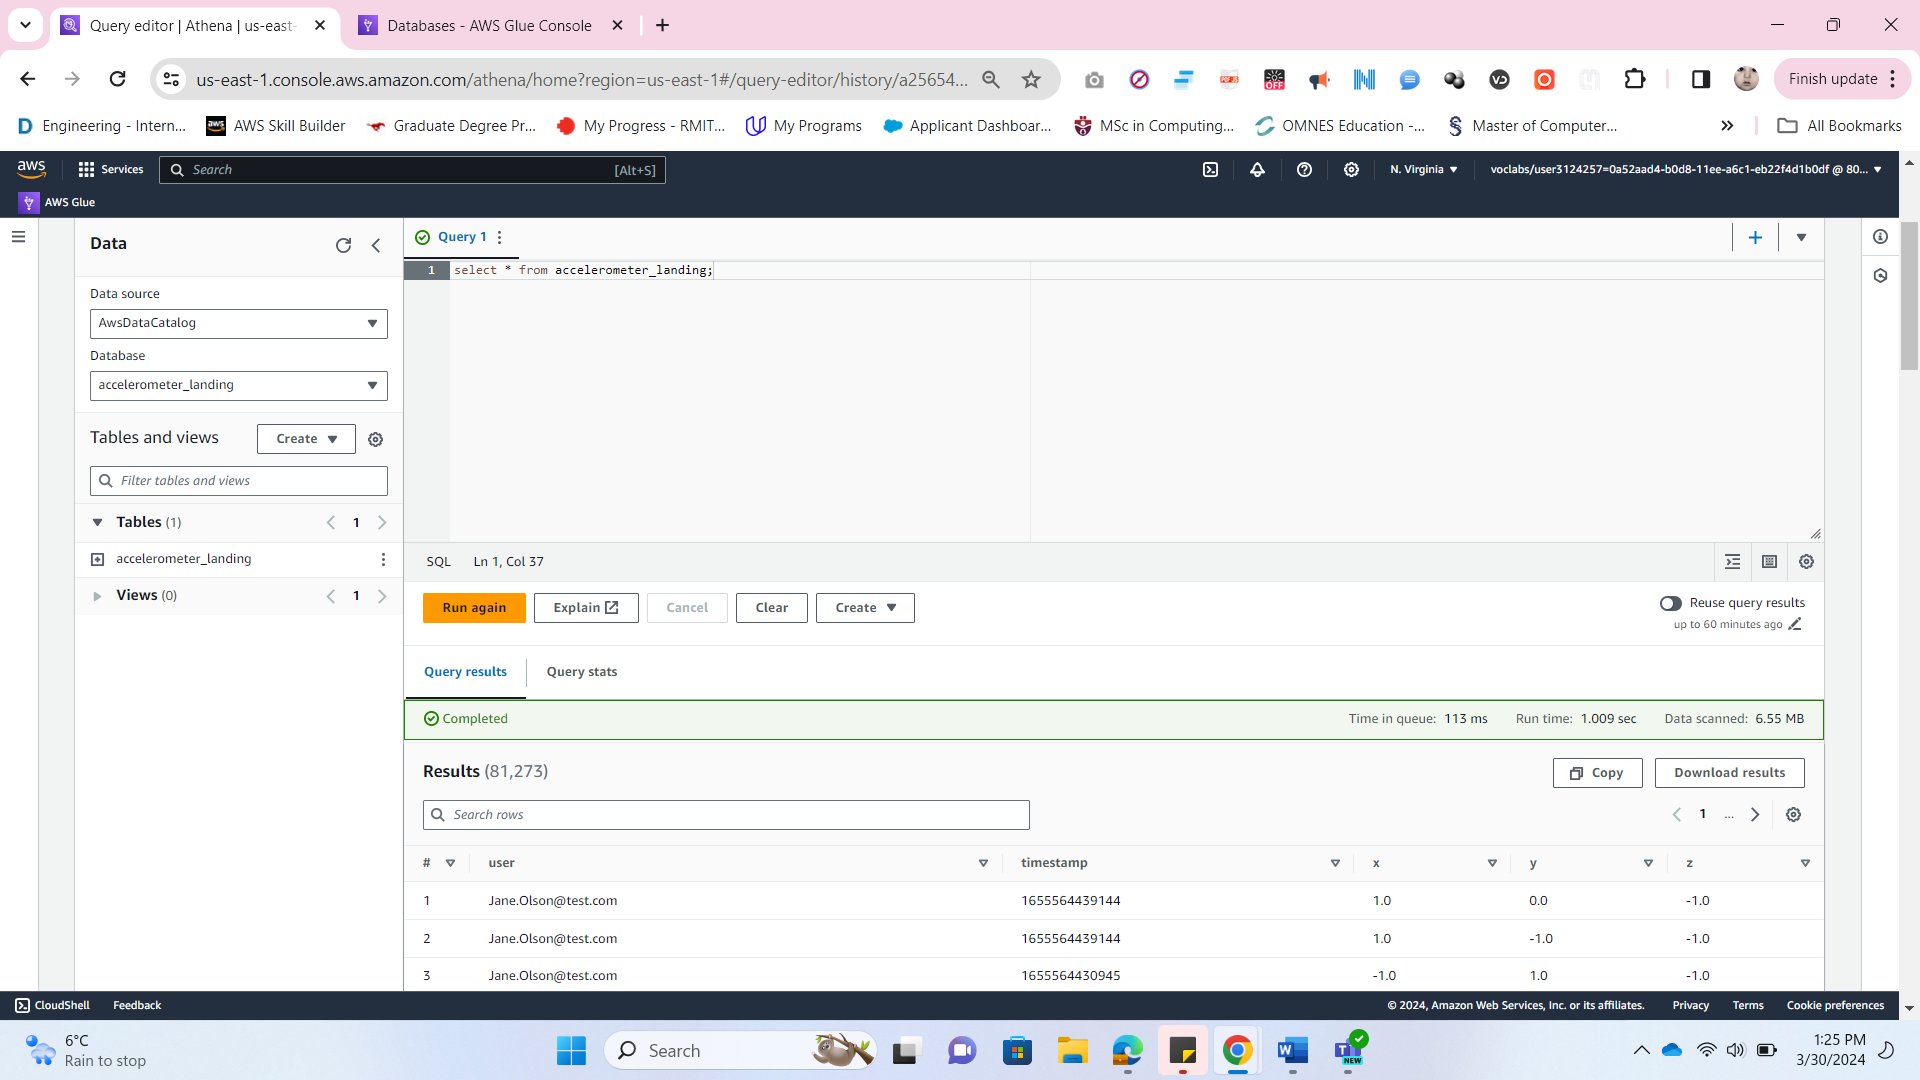 Query editor | Athena | us-east-
Databases - AWS Glue Console
us-east-1.console.aws.amazon.com/athena/home?region=us-east-1#/query-editor/history/a25654...
Finish update
Engineering - Intern...
AWS Skill Builder
Graduate Degree Pr...
My Progress - RMIT...
My Programs
Applicant Dashboar...
MSc in Computing,...
OMNES Education -...
Master of Computer...
All Bookmarks
aws
Services
Search
[Alt+S]
N. Virginia
voclabs/user3124257=0a52aad4-b0d8-11ee-a6c1-eb22f4d1b0df @ 80...
AWS Glue
Data
Query 1
1 select * from accelerometer_landing;
Data source
AwsDataCatalog
Database
accelerometer_landing
Tables and views
Create
Filter tables and views
Tables (1)
1
accelerometer_landing
Views (0)
1
SQL Ln 1, Col 37
Run again
Explain
Cancel
Clear
Create
Reuse query results
up to 60 minutes ago
Query results
Query stats
Completed
Time in queue: 113 ms Run time: 1.009 sec Data scanned: 6.55 MB
Results (81,273)
Copy
Download results
Search rows
1 ...
# user timestamp x y z
1 Jane.Olson@test.com 1655564439144 1.0 0.0 -1.0
2 Jane.Olson@test.com 1655564439144 1.0 -1.0 -1.0
3 Jane.Olson@test.com 1655564430945 -1.0 1.0 -1.0
CloudShell
Feedback
© 2024, Amazon Web Services, Inc. or its affiliates.
Privacy
Terms
Cookie preferences
6°C
Rain to stop
Search
NEW
1:25 PM
3/30/2024